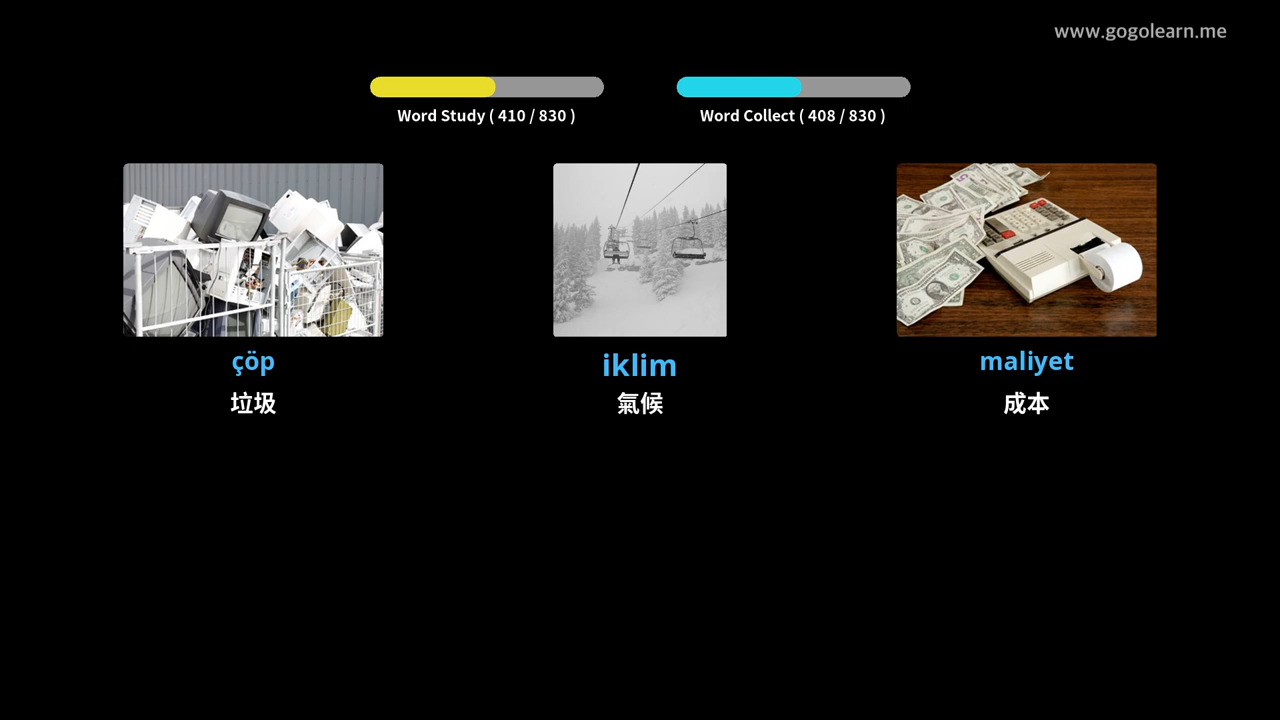 www.gogolearn.me
Word Study ( 410 / 830 )
Word Collect ( 408 / 830 )
çöp
iklim
maliyet
垃圾
氣候
成本